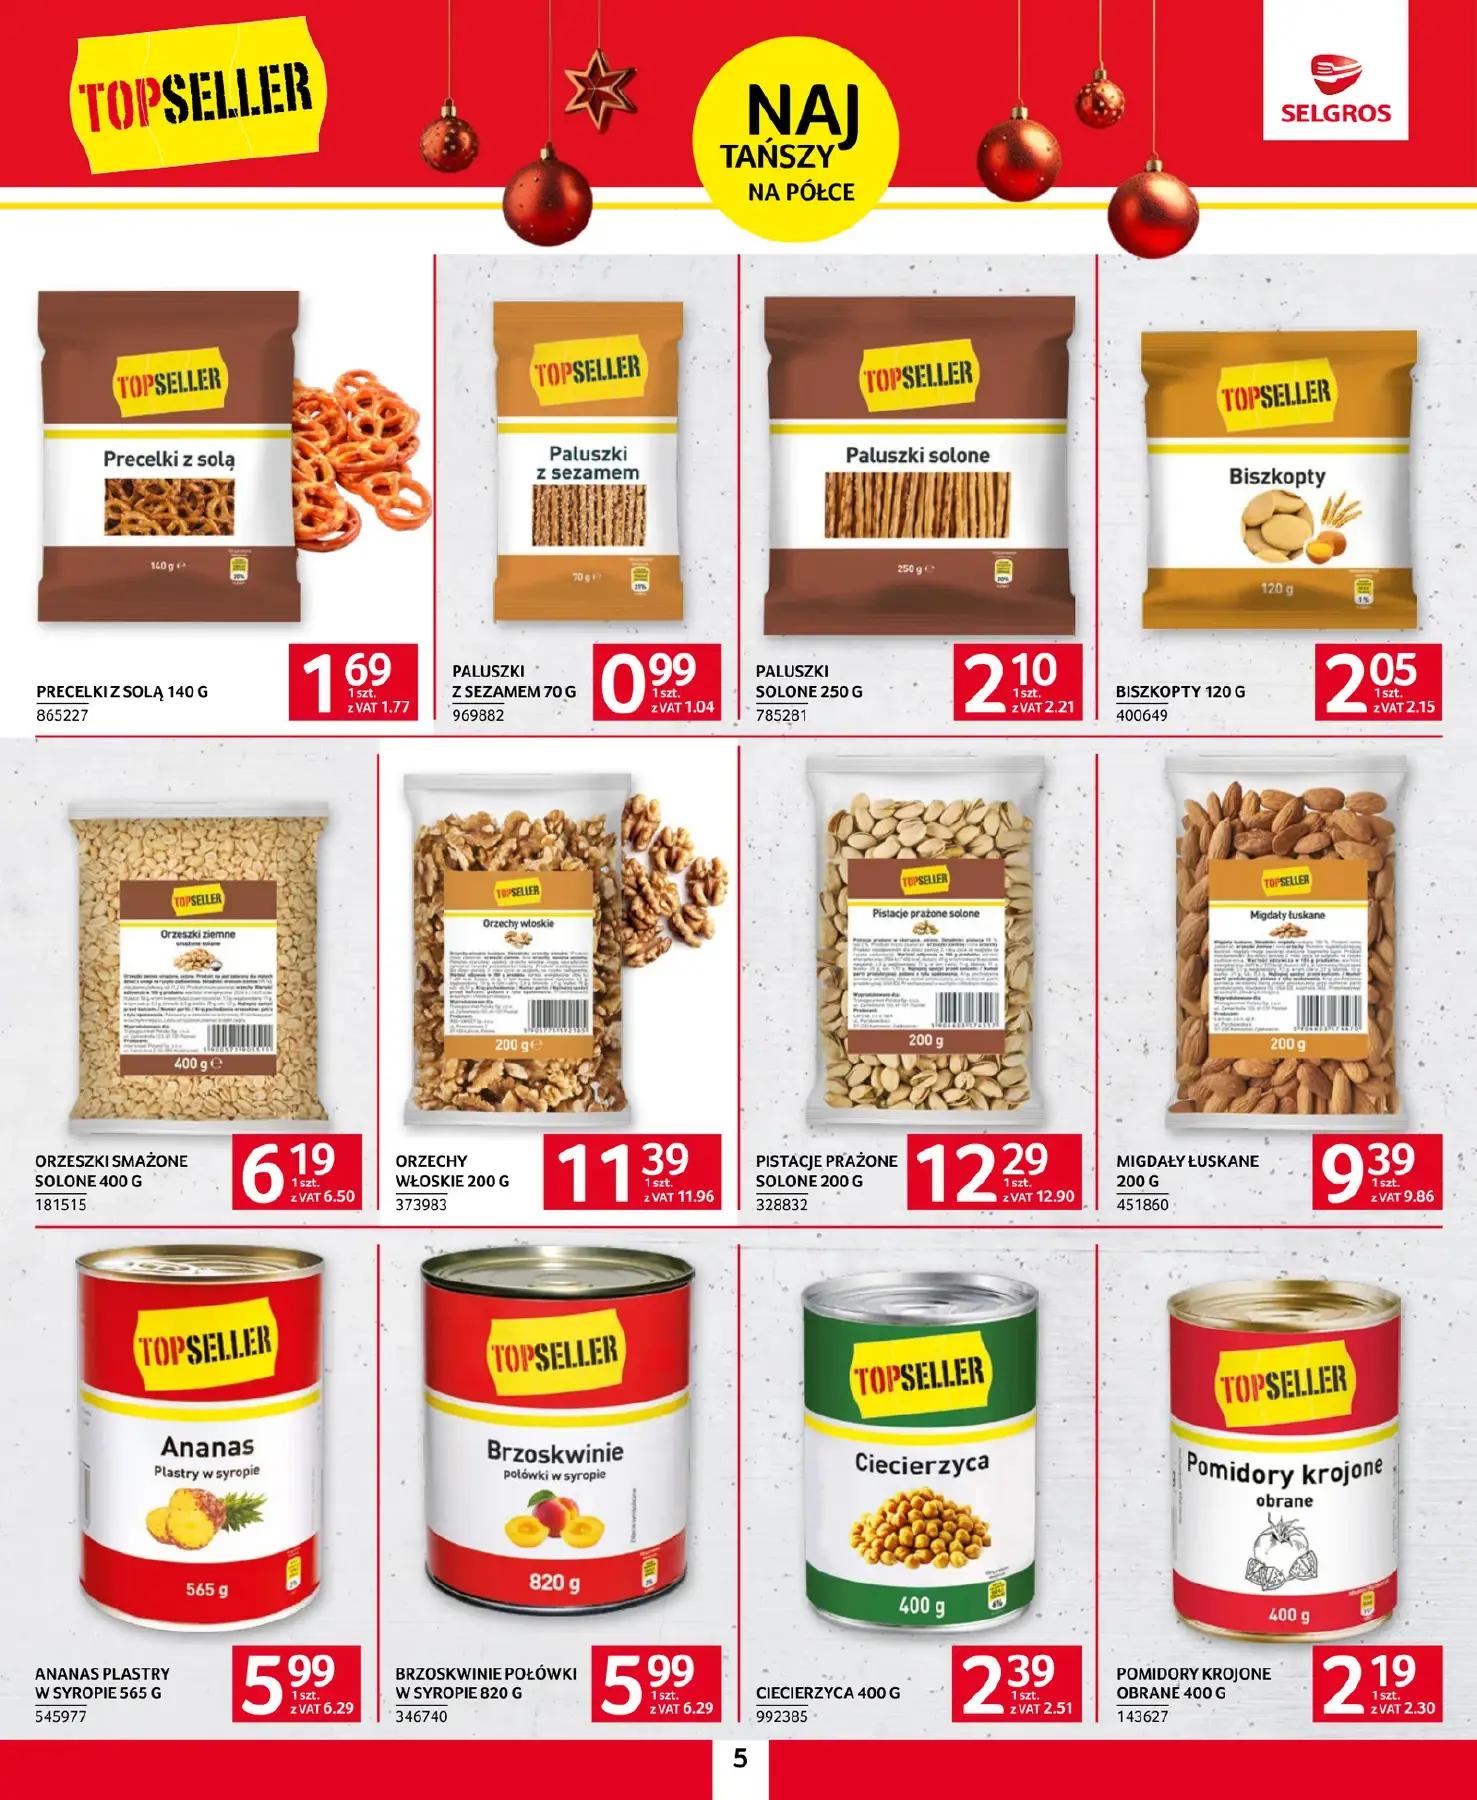 TOPSELLER
NAJ
TAŃSZY
NA PÓŁCE
SELGROS
TOPSELLER
Precelki z solą
140 g ℮
20%
TOPSELLER
Paluszki
z sezamem
70 g ℮
TOPSELLER
Paluszki solone
250 g ℮
20%
TOPSELLER
Biszkopty
120 g
PRECELKI Z SOLĄ 140 G
865227
1 69
1 szt.
z VAT 1.77
PALUSZKI
Z SEZAMEM 70 G
969882
0 99
1 szt.
z VAT 1.04
PALUSZKI
SOLONE 250 G
785281
2 10
1 szt.
z VAT 2.21
BISZKOPTY 120 G
400649
2 05
1 szt.
z VAT 2.15
TOPSELLER
Orzeszki ziemne
smażone solone
400 g ℮
TOPSELLER
Orzechy włoskie
200 g ℮
TOPSELLER
Pistacje prażone solone
200 g
TOPSELLER
Migdały łuskane
200 g
ORZESZKI SMAŻONE
SOLONE 400 G
181515
6 19
1 szt.
z VAT 6.50
ORZECHY
WŁOSKIE 200 G
373983
11 39
1 szt.
z VAT 11.96
PISTACJE PRAŻONE
SOLONE 200 G
328832
12 29
1 szt.
z VAT 12.90
MIGDAŁY ŁUSKANE
200 G
451860
9 39
1 szt.
z VAT 9.86
TOPSELLER
Ananas
Plastry w syropie
565 g
TOPSELLER
Brzoskwinie
połówki w syropie
820 g
TOPSELLER
Ciecierzyca
400 g
TOPSELLER
Pomidory krojone
obrane
400 g
ANANAS PLASTRY
W SYROPIE 565 G
545977
5 99
1 szt.
z VAT 6.29
BRZOSKWINIE POŁÓWKI
W SYROPIE 820 G
346740
5 99
1 szt.
z VAT 6.29
CIECIERZYCA 400 G
992385
2 39
1 szt.
z VAT 2.51
POMIDORY KROJONE
OBRANE 400 G
143627
2 19
1 szt.
z VAT 2.30
5